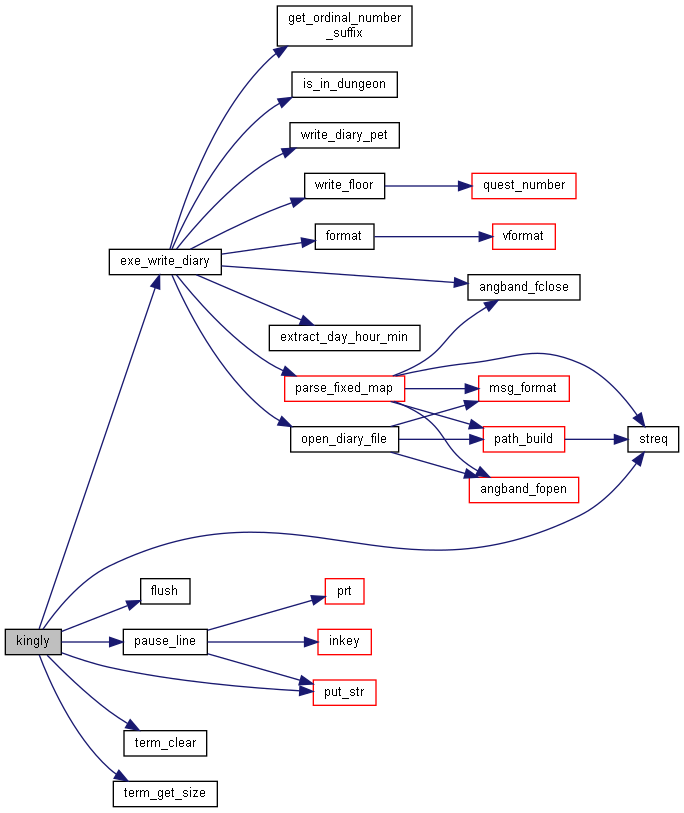 get_ordinal_number
_suffix
is_in_dungeon
write_diary_pet
write_floor
quest_number
format
vformat
exe_write_diary
angband_fclose
extract_day_hour_min
parse_fixed_map
msg_format
open_diary_file
path_build
streq
angband_fopen
flush
prt
kingly
pause_line
inkey
put_str
term_clear
term_get_size